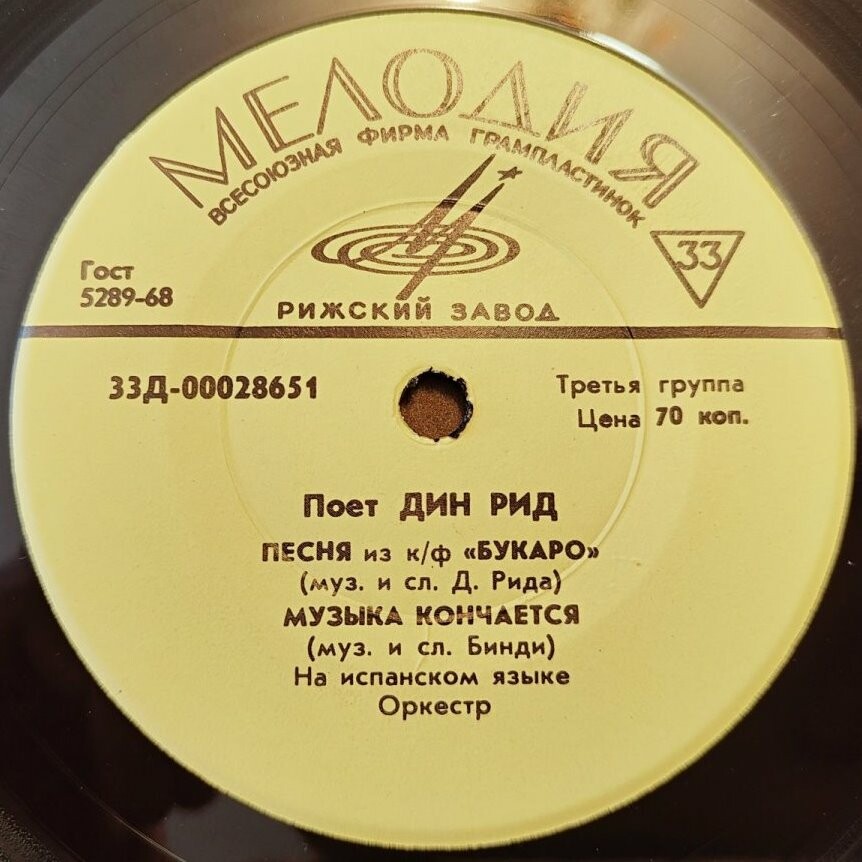 МЕЛОДИЯ
ВСЕСОЮЗНАЯ ФИРМА ГРАМПЛАСТИНОК
33
Гост
5289-68
РИЖСКИЙ ЗАВОД
33Д-00028651
Третья группа
Цена 70 коп.
Поет ДИН РИД
ПЕСНЯ из к/ф «БУКАРО»
(муз. и сл. Д. Рида)
МУЗЫКА КОНЧАЕТСЯ
(муз. и сл. Бинди)
На испанском языке
Оркестр